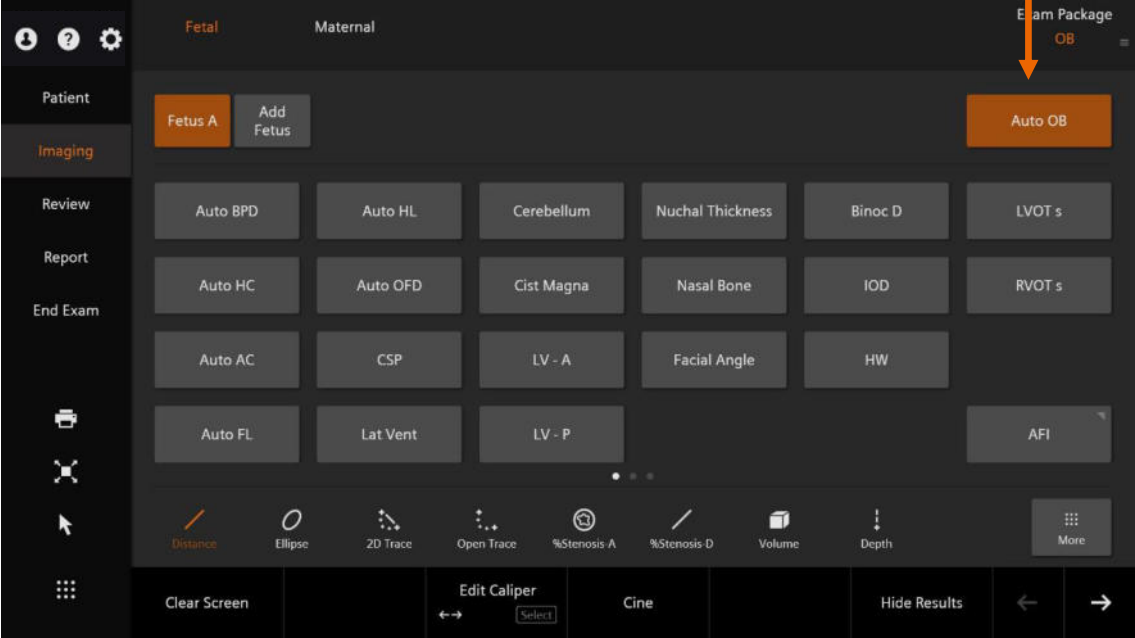 Fetal
Maternal
Exam Package
OB
Patient
Imaging
Review
Report
End Exam
Fetus A
Add
Fetus
Auto OB
Auto BPD
Auto HL
Cerebellum
Nuchal Thickness
Binoc D
LVOT s
Auto HC
Auto OFD
Cist Magna
Nasal Bone
IOD
RVOT s
Auto AC
CSP
LV - A
Facial Angle
HW
Auto FL
Lat Vent
LV - P
AFI
Distance
Ellipse
2D Trace
Open Trace
%Stenosis-A
%Stenosis-D
Volume
Depth
More
Clear Screen
Edit Caliper
Select
Cine
Hide Results